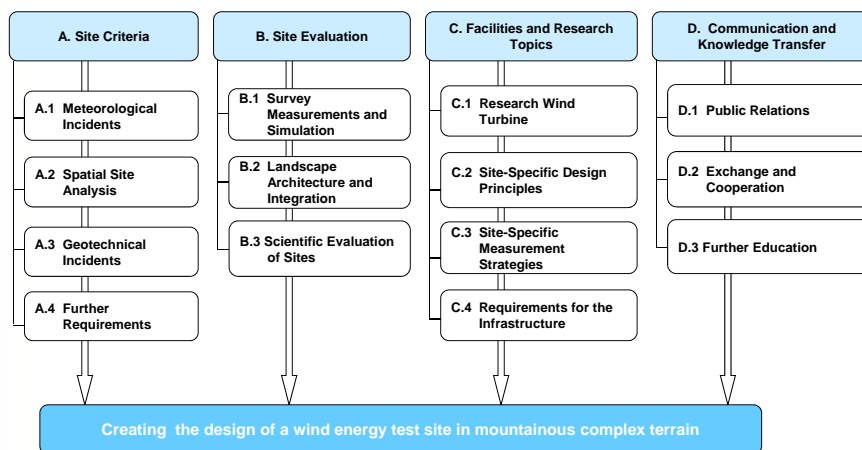 A. Site Criteria
A.1 Meteorological
Incidents
A.2 Spatial Site
Analysis
A.3 Geotechnical
Incidents
A.4 Further
Requirements
B. Site Evaluation
B.1 Survey
Measurements and
Simulation
B.2 Landscape
Architecture and
Integration
B.3 Scientific Evaluation
of Sites
C. Facilities and Research
Topics
C.1 Research Wind
Turbine
C.2 Site-Specific Design
Principles
C.3 Site-Specific
Measurement
Strategies
C.4 Requirements for the
Infrastructure
D. Communication and
Knowledge Transfer
D.1 Public Relations
D.2 Exchange and
Cooperation
D.3 Further Education
Creating the design of a wind energy test site in mountainous complex terrain